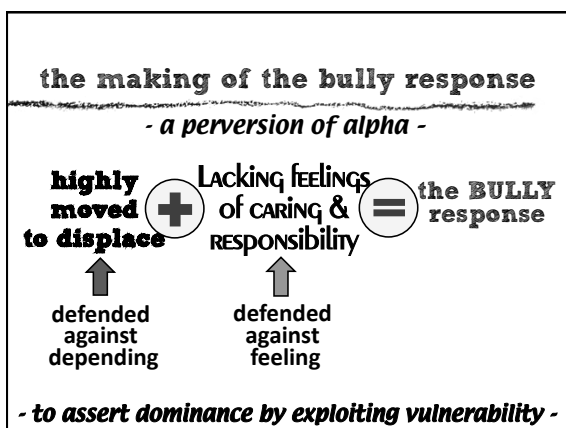 the making of the bully response
- a perversion of alpha -
highly
moved
to displace
+
Lacking feelings
of caring &
responsibility
=
the BULLY
response
defended
against
depending
defended
against
feeling
- to assert dominance by exploiting vulnerability -